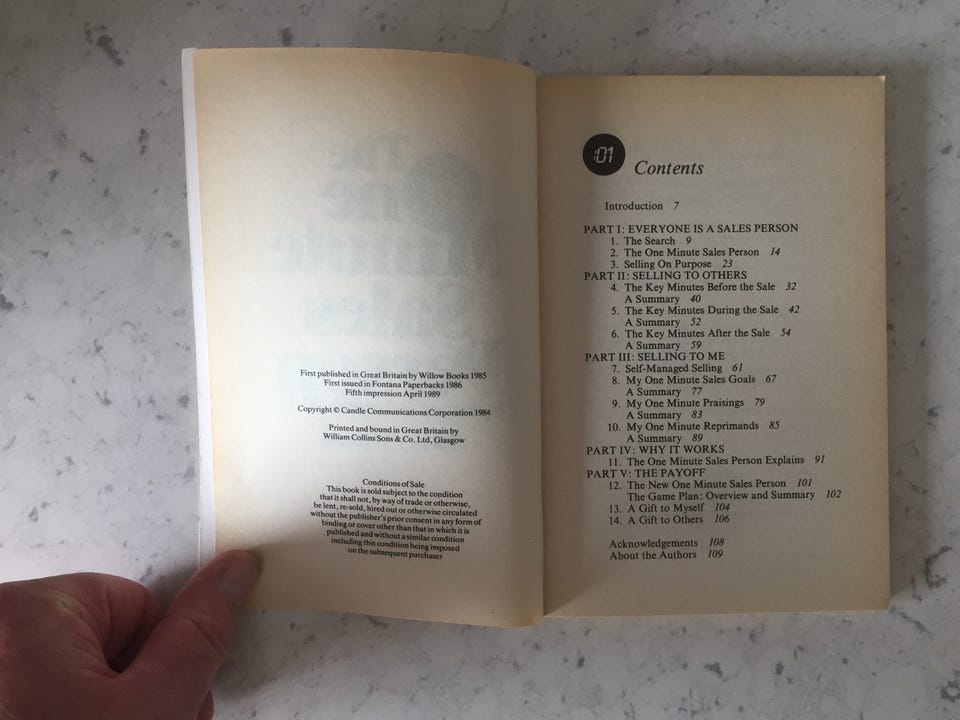 First published in Great Britain by Willow Books 1985
First issued in Fontana Paperbacks 1986
Fifth impression April 1989
Copyright © Candle Communications Corporation 1984
Printed and bound in Great Britain by
William Collins Sons & Co. Ltd, Glasgow
Conditions of Sale
This book is sold subject to the condition
that it shall not, by way of trade or otherwise,
be lent, re-sold, hired out or otherwise circulated
without the publisher's prior consent in any form of
binding or cover other than that in which it is
published and without a similar condition
including this condition being imposed
on the subsequent purchaser
:01
Contents
Introduction 7
PART I: EVERYONE IS A SALES PERSON
1. The Search 9
2. The One Minute Sales Person 14
3. Selling On Purpose 23
PART II: SELLING TO OTHERS
4. The Key Minutes Before the Sale 32
A Summary 40
5. The Key Minutes During the Sale 42
A Summary 52
6. The Key Minutes After the Sale 54
A Summary 59
PART III: SELLING TO ME
7. Self-Managed Selling 61
8. My One Minute Sales Goals 67
A Summary 77
9. My One Minute Praisings 79
A Summary 83
10. My One Minute Reprimands 85
A Summary 89
PART IV: WHY IT WORKS
11. The One Minute Sales Person Explains 91
PART V: THE PAYOFF
12. The New One Minute Sales Person 101
The Game Plan: Overview and Summary 102
13. A Gift to Myself 104
14. A Gift to Others 106
Acknowledgements 108
About the Authors 109